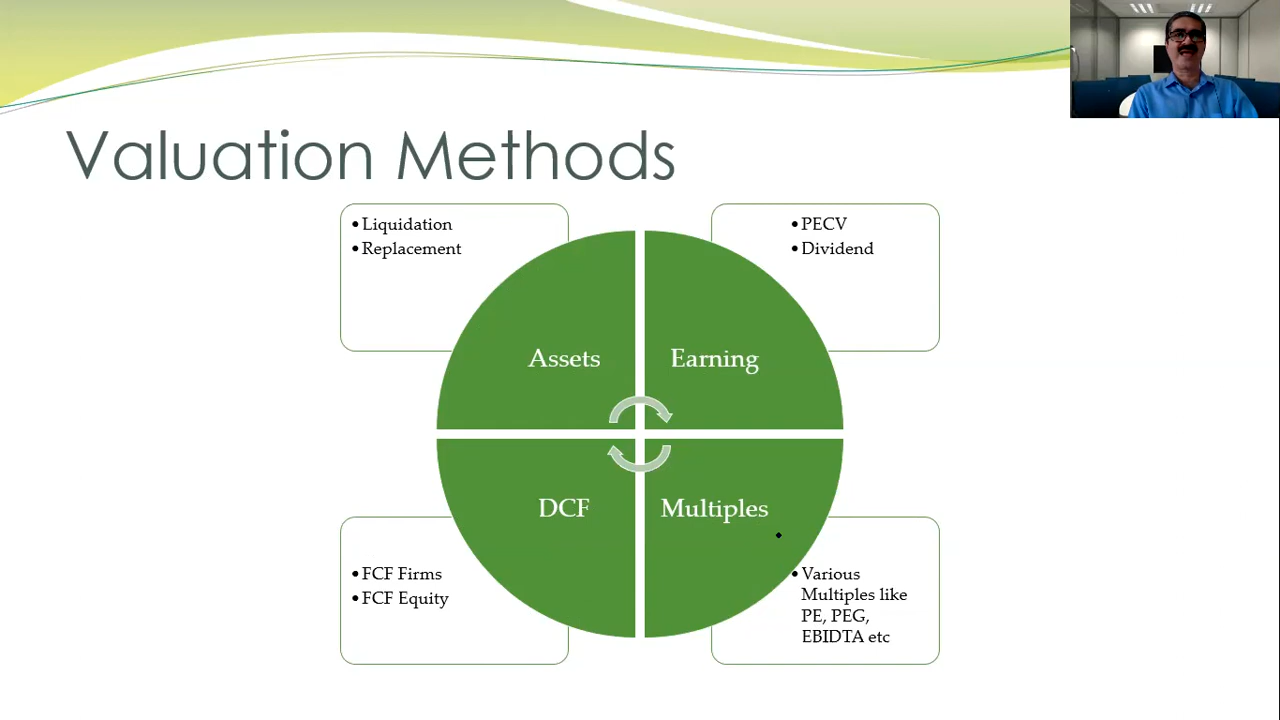 Valuation Methods
• Liquidation
• Replacement
• PECV
• Dividend
Assets
Earning
DCF
Multiples
• FCF Firms
• FCF Equity
• Various
Multiples like
PE, PEG,
EBIDTA etc